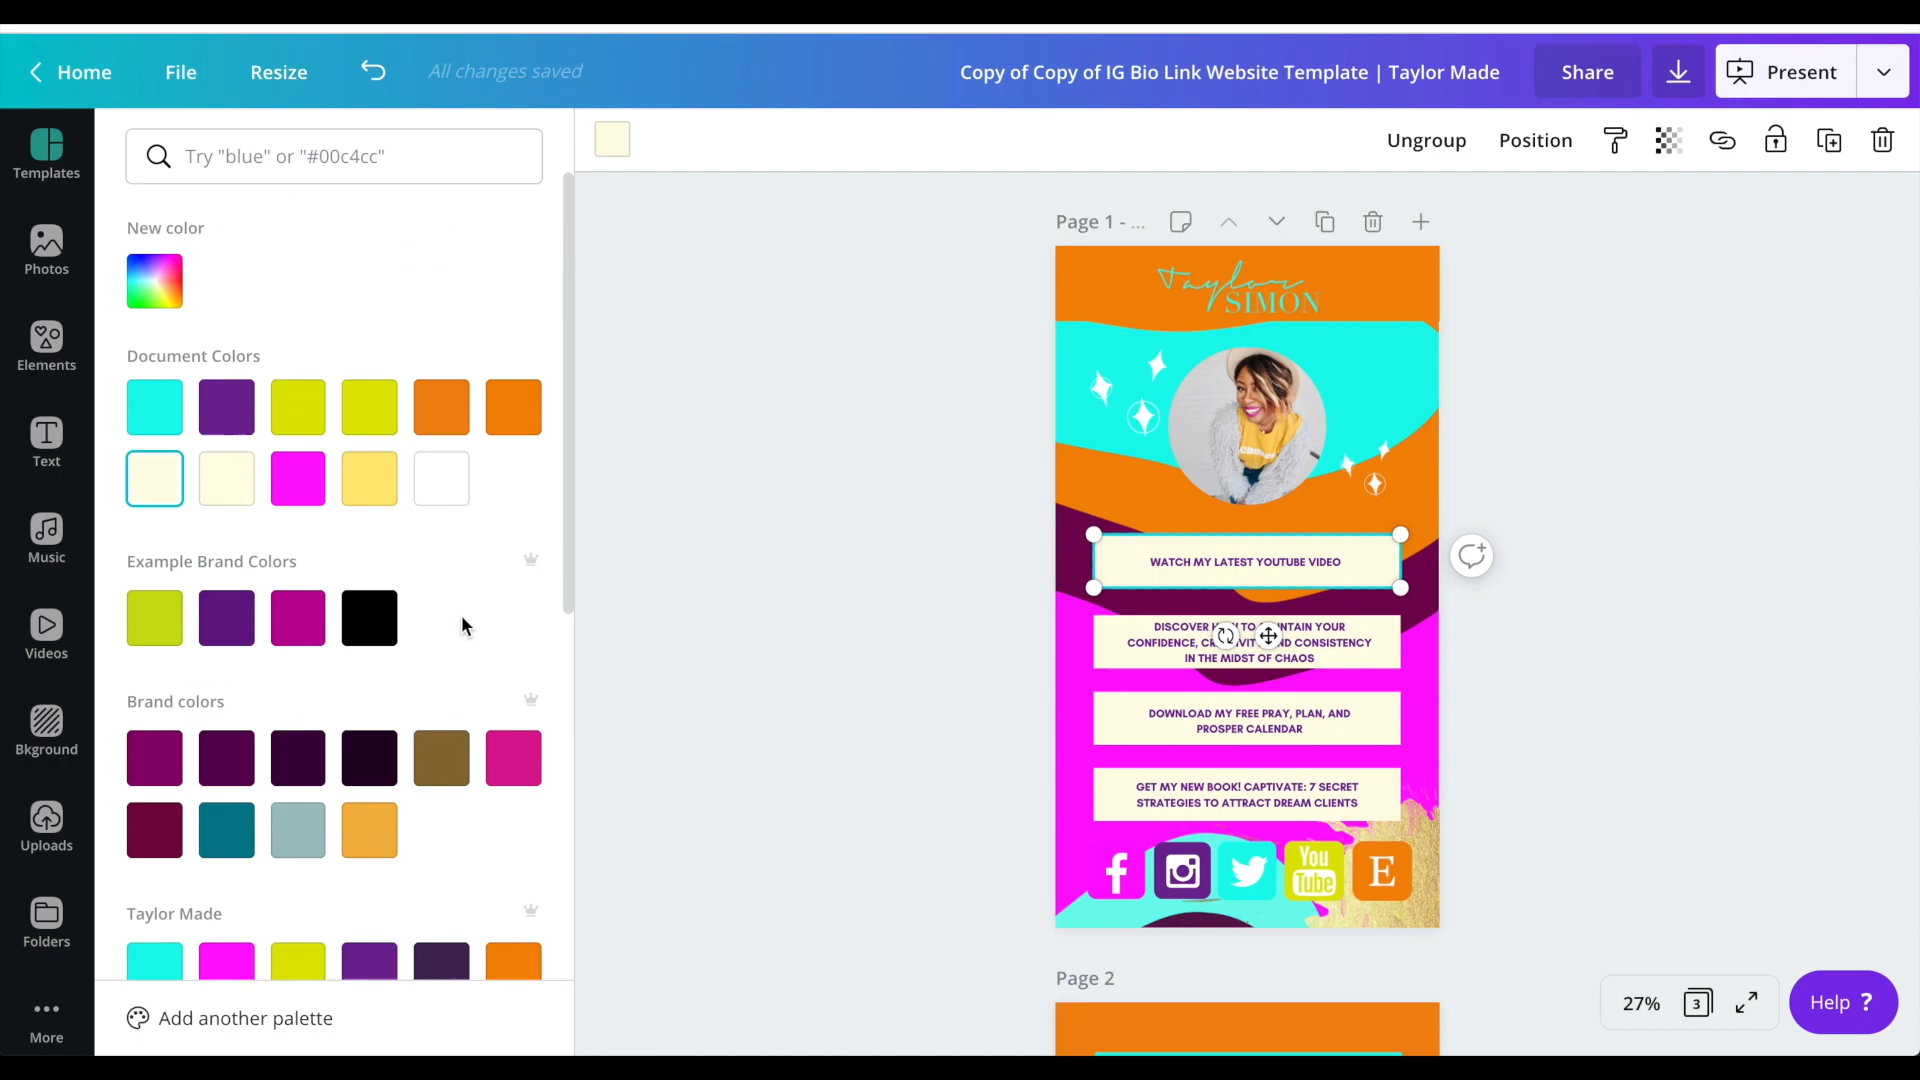 Home
File
Resize
All changes saved
Copy of Copy of IG Bio Link Website Template | Taylor Made
Share
Present
Templates
Photos
Elements
Text
Music
Videos
Bkground
Uploads
Folders
More
Try "blue" or "#00c4cc"
New color
Document Colors
Example Brand Colors
Brand colors
Taylor Made
Add another palette
Ungroup
Position
Page 1 - ...
Taylor
SIMON
WATCH MY LATEST YOUTUBE VIDEO
DISCOVER TO YOUR
CONFIDENCE, AND CONSISTENCY
IN THE MIDST OF CHAOS
DOWNLOAD MY FREE PRAY, PLAN, AND
PROSPER CALENDAR
GET MY NEW BOOK! CAPTIVATE: 7 SECRET
STRATEGIES TO ATTRACT DREAM CLIENTS
f
You
Tube
E
Page 2
27%
3
Help ?